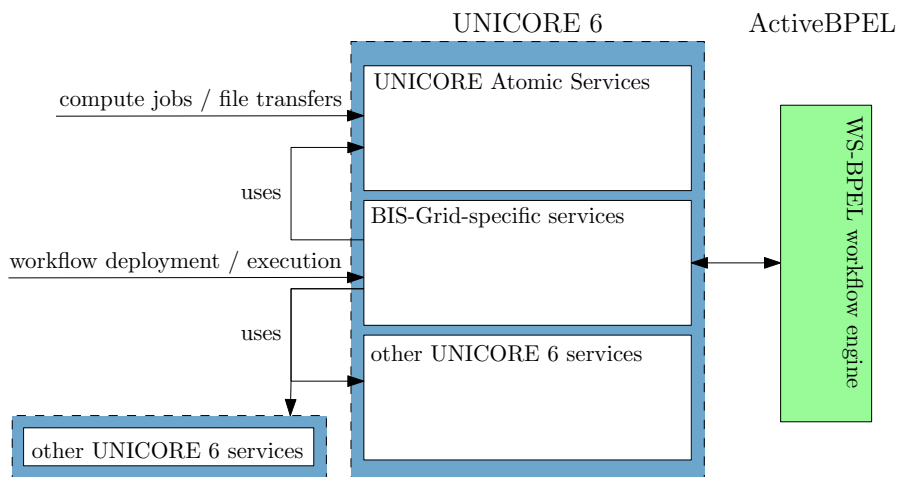 UNICORE 6
ActiveBPEL
UNICORE Atomic Services
compute jobs / file transfers
uses
BIS-Grid-specific services
workflow deployment / execution
uses
other UNICORE 6 services
other UNICORE 6 services
WS-BPEL workflow engine